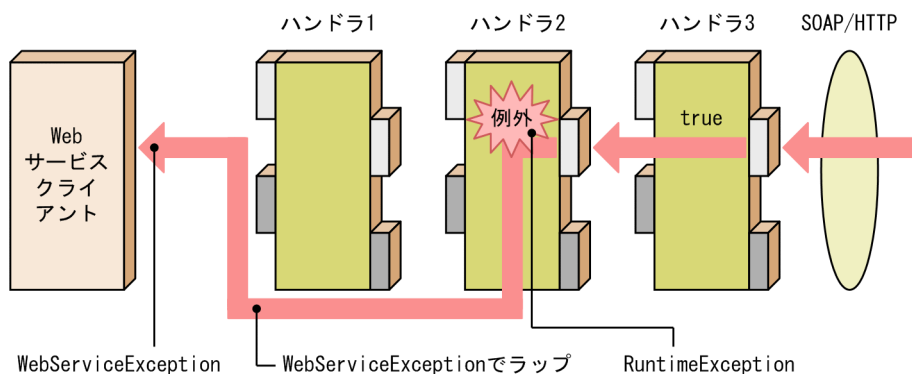 ハンドラ1
ハンドラ2
ハンドラ3
SOAP/HTTP
Web
サービス
クライ
アント
例外
true
WebServiceException
WebServiceExceptionでラップ
RuntimeException